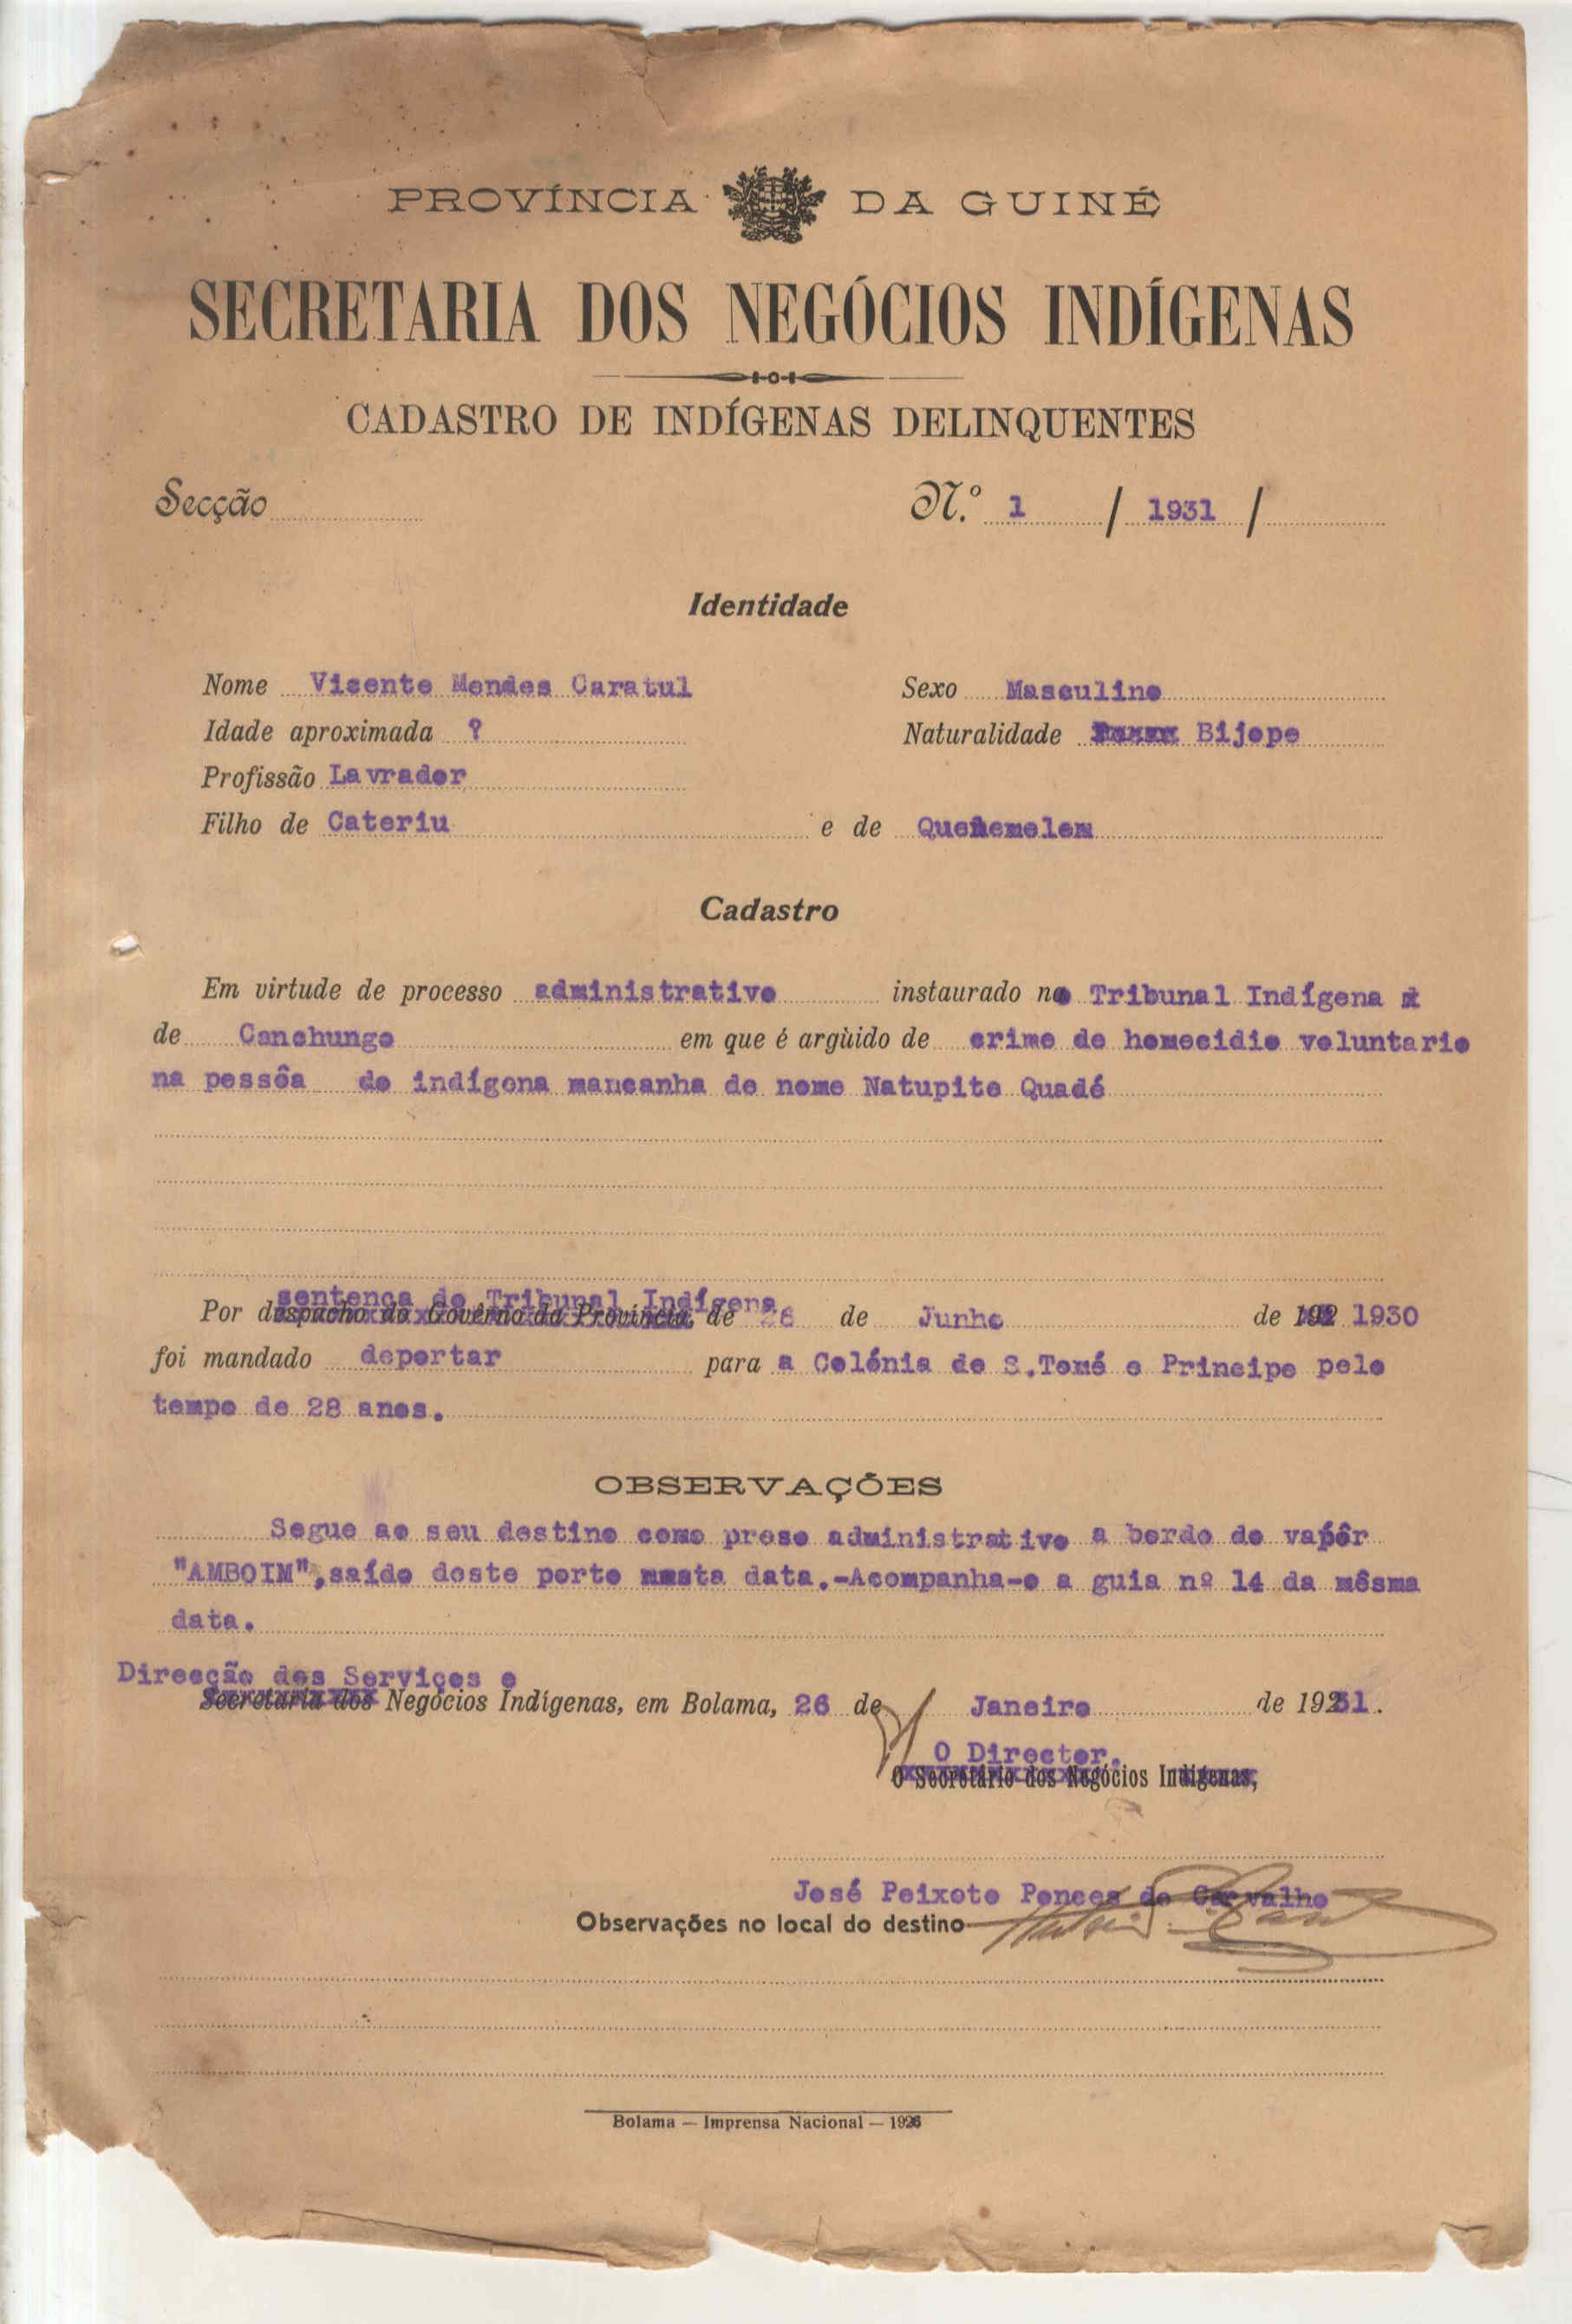 PROVÍNCIA DA GUINÉ
SECRETARIA DOS NEGÓCIOS INDÍGENAS
CADASTRO DE INDÍGENAS DELINQUENTES
Secção N.º 1 / 1931 /
Identidade
Nome Vicente Mendes Caratul Sexo Masculino
Idade aproximada ? Naturalidade Bijope
Profissão Lavrador
Filho de Cateriu e de Quenemelem
Cadastro
Em virtude de processo administrativo instaurado no Tribunal Indígena
de Canchungo em que é argùido de crime de homecidio voluntario
na pessôa do indígena mancanha de nome Natupite Quadé
sentença do Tribunal Indígena
Por despacho do Govêrno da Província, de 26 de Junho de 192 1930
foi mandado deportar para a Colónia de S.Tomé e Principe pelo
tempo de 28 anos.
OBSERVAÇÕES
Segue ao seu destino como preso administrativo a bordo do vapôr
"AMBOIM",saído deste porto nesta data.-Acompanha-o a guia nº 14 da mêsma
data.
Direcção dos Serviços e
Secretaria dos Negócios Indígenas, em Bolama, 26 de Janeiro de 1931.
O Director,
O Secretário dos Negócios Indígenas,
José Peixoto Ponces de Carvalho
Observações no local do destino
Bolama — Imprensa Nacional — 1926